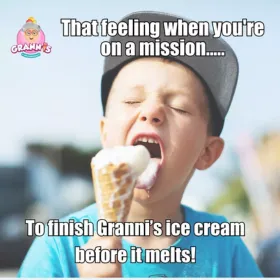 That feeling when you're
on a mission.....
GRANNI'S
To finish Granni's ice cream
before it melts!